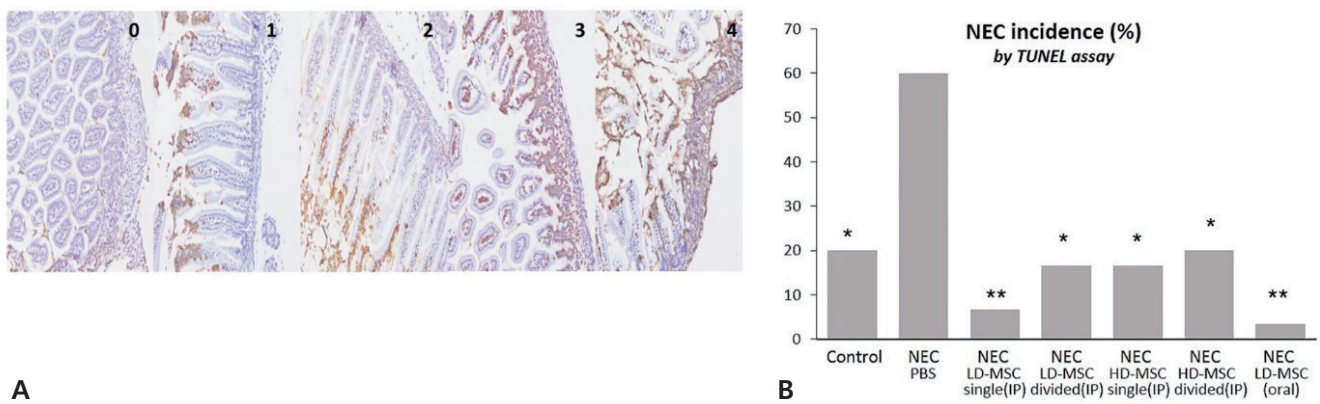 0 1 2 3 4
A
NEC incidence (%)
by TUNEL assay
70
60
50
40
30
20
10
0
* ** * * * **
Control NEC NEC NEC NEC NEC NEC
PBS LD-MSC LD-MSC HD-MSC HD-MSC LD-MSC
single(IP) divided(IP) single(IP) divided(IP) (oral)
B